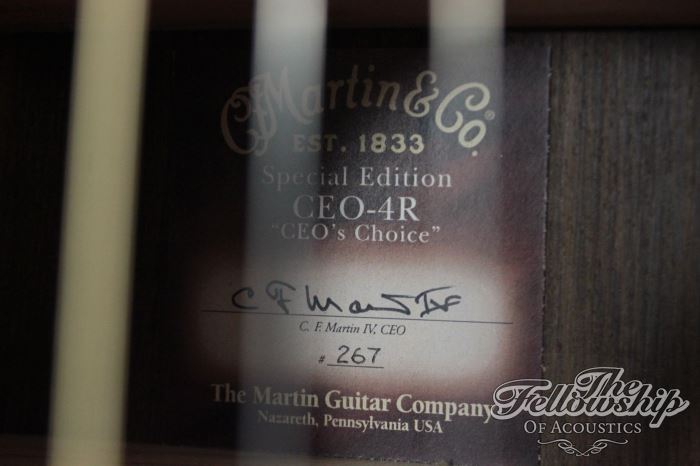 C.F. Martin & Co.®
EST. 1833
Special Edition
CEO-4R
"CEO's Choice"
C F Martin IV
C. F. Martin IV, CEO
# 267
The Martin Guitar Company
Nazareth, Pennsylvania USA
The
Fellowship
OF ACOUSTICS